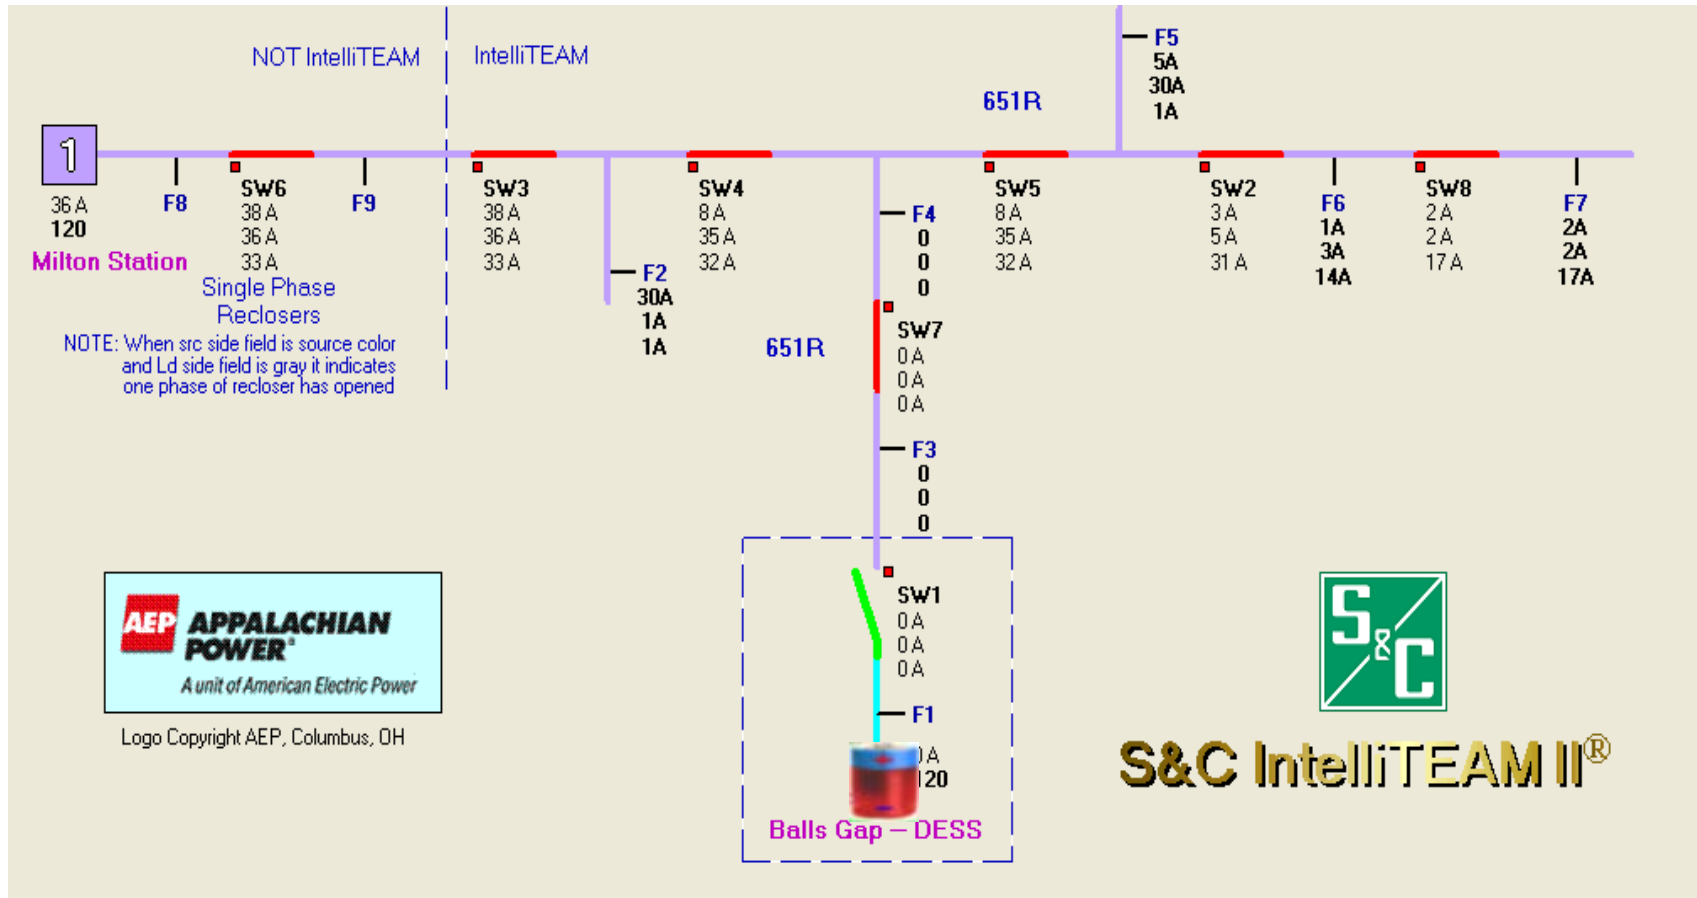 NOT IntelliTEAM
IntelliTEAM
F5
5A
30A
1A
651R
1
36 A
120
Milton Station
F8
SW6
38 A
36 A
33 A
F9
Single Phase
Reclosers
NOTE: When src side field is source color
and Ld side field is gray it indicates
one phase of recloser has opened
SW3
38 A
36 A
33 A
F2
30A
1A
1A
SW4
8 A
35 A
32 A
651R
F4
0
0
0
SW7
0 A
0 A
0 A
F3
0
0
0
SW5
8 A
35 A
32 A
SW2
3 A
5 A
31 A
F6
1A
3A
14A
SW8
2 A
2 A
17 A
F7
2A
2A
17A
SW1
0 A
0 A
0 A
F1
A
120
Balls Gap – DESS
AEP APPALACHIAN
POWER®
A unit of American Electric Power
Logo Copyright AEP, Columbus, OH
S&C
S&C IntelliTEAM II®